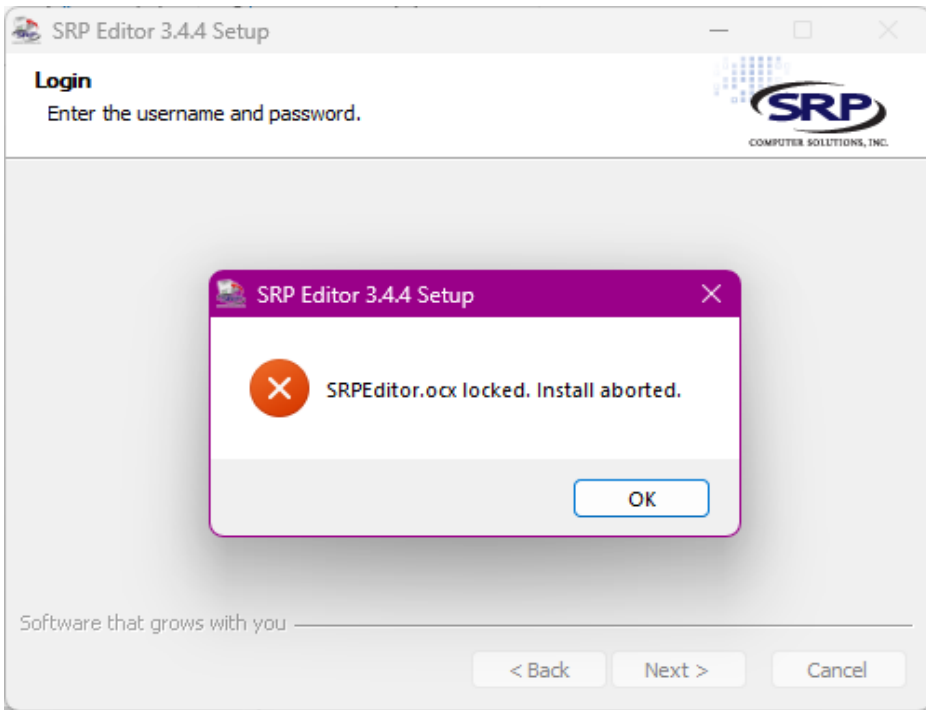 SRP Editor 3.4.4 Setup
Login
Enter the username and password.
SRP
COMPUTER SOLUTIONS, INC.
SRP Editor 3.4.4 Setup
SRPEditor.ocx locked. Install aborted.
OK
Software that grows with you
< Back Next > Cancel